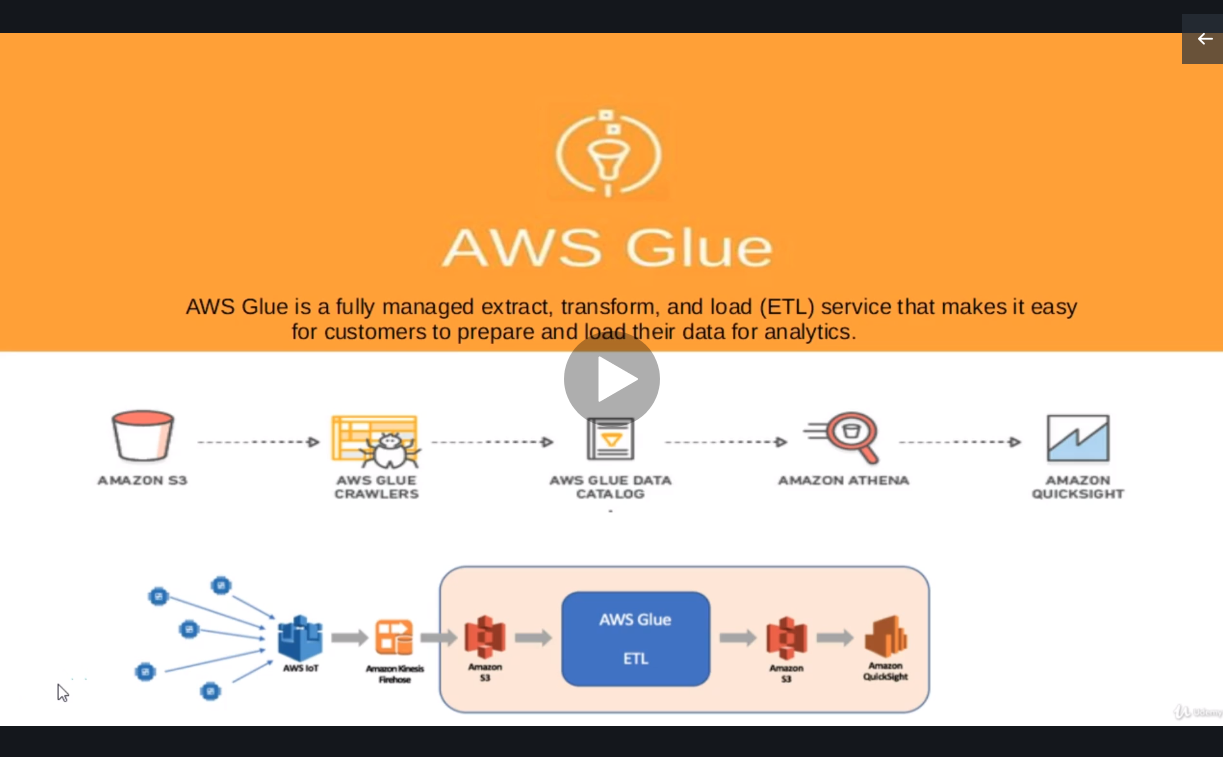 AWS Glue
AWS Glue is a fully managed extract, transform, and load (ETL) service that makes it easy
for customers to prepare and load their data for analytics.
AMAZON S3
AWS GLUE
CRAWLERS
AWS GLUE DATA
CATALOG
AMAZON ATHENA
AMAZON
QUICKSIGHT
AWS IoT
Amazon Kinesis
Firehose
Amazon
S3
AWS Glue
ETL
Amazon
S3
Amazon
QuickSight
Udemy